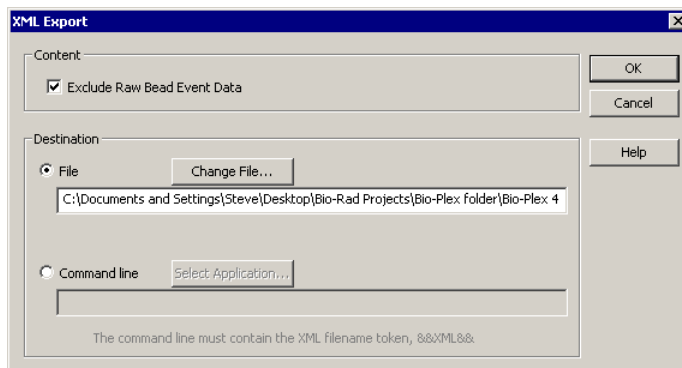 XML Export
Content
Exclude Raw Bead Event Data
OK
Cancel
Help
Destination
File
Change File...
C:\Documents and Settings\Steve\Desktop\Bio-Rad Projects\Bio-Plex folder\Bio-Plex 4
Command line
Select Application...
The command line must contain the XML filename token, &&XML&&